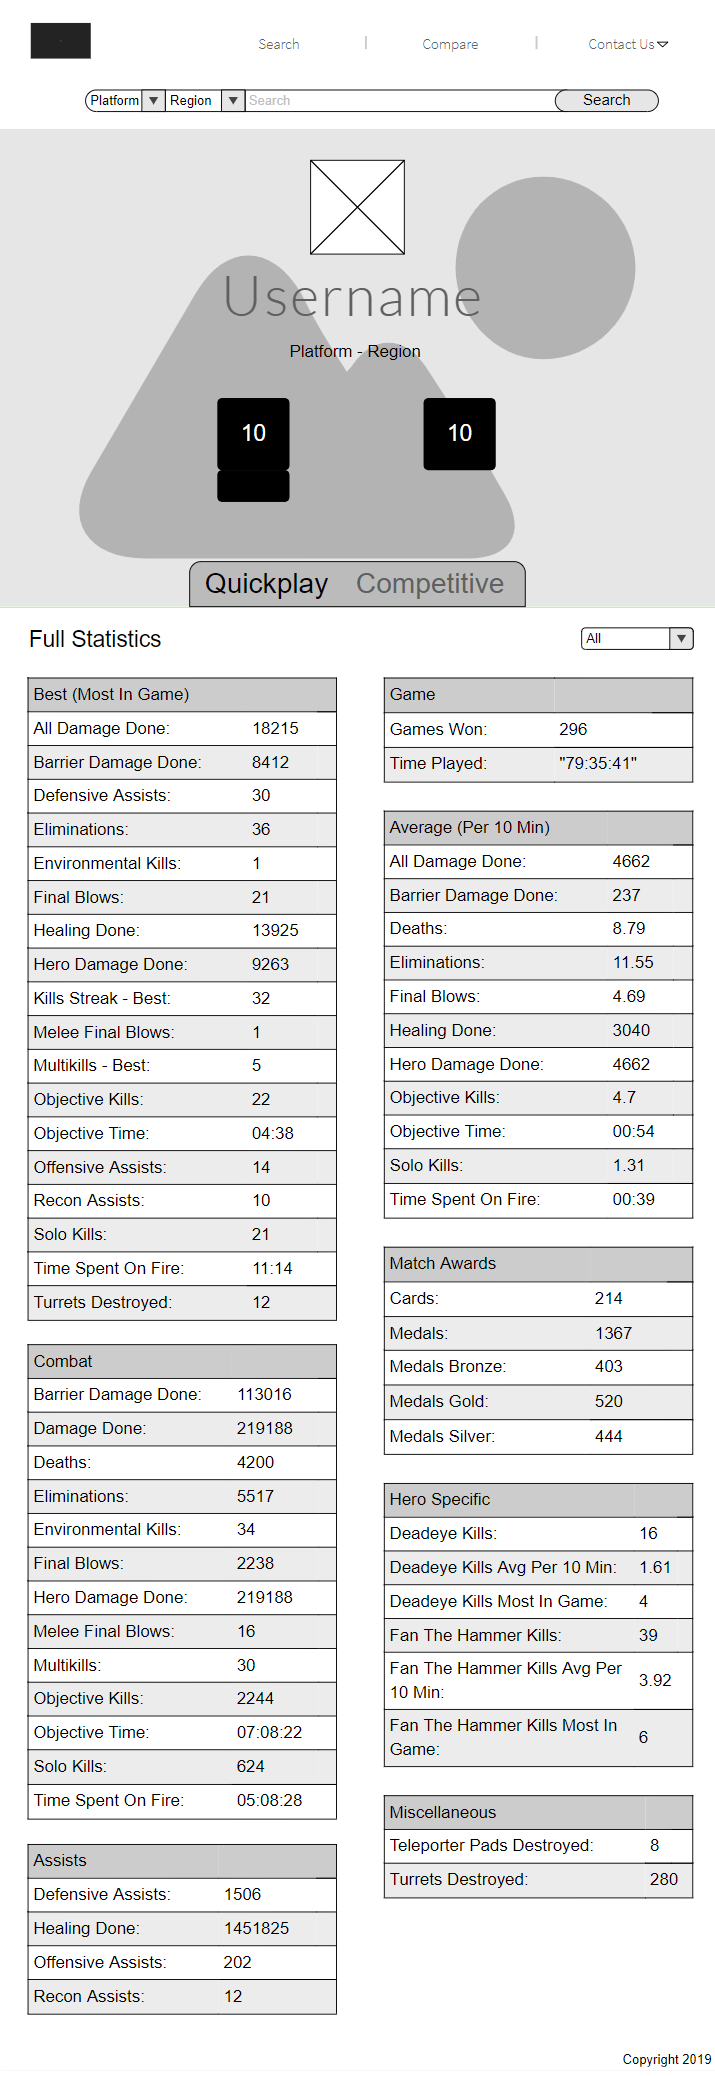 Search
Compare
Contact Us
Platform Region Search Search
Username
Platform - Region
10 10
Quickplay Competitive
Full Statistics
All
Best (Most In Game)
All Damage Done: 18215
Barrier Damage Done: 8412
Defensive Assists: 30
Eliminations: 36
Environmental Kills: 1
Final Blows: 21
Healing Done: 13925
Hero Damage Done: 9263
Kills Streak - Best: 32
Melee Final Blows: 1
Multikills - Best: 5
Objective Kills: 22
Objective Time: 04:38
Offensive Assists: 14
Recon Assists: 10
Solo Kills: 21
Time Spent On Fire: 11:14
Turrets Destroyed: 12
Combat
Barrier Damage Done: 113016
Damage Done: 219188
Deaths: 4200
Eliminations: 5517
Environmental Kills: 34
Final Blows: 2238
Hero Damage Done: 219188
Melee Final Blows: 16
Multikills: 30
Objective Kills: 2244
Objective Time: 07:08:22
Solo Kills: 624
Time Spent On Fire: 05:08:28
Assists
Defensive Assists: 1506
Healing Done: 1451825
Offensive Assists: 202
Recon Assists: 12
Game
Games Won: 296
Time Played: "79:35:41"
Average (Per 10 Min)
All Damage Done: 4662
Barrier Damage Done: 237
Deaths: 8.79
Eliminations: 11.55
Final Blows: 4.69
Healing Done: 3040
Hero Damage Done: 4662
Objective Kills: 4.7
Objective Time: 00:54
Solo Kills: 1.31
Time Spent On Fire: 00:39
Match Awards
Cards: 214
Medals: 1367
Medals Bronze: 403
Medals Gold: 520
Medals Silver: 444
Hero Specific
Deadeye Kills: 16
Deadeye Kills Avg Per 10 Min: 1.61
Deadeye Kills Most In Game: 4
Fan The Hammer Kills: 39
Fan The Hammer Kills Avg Per
10 Min: 3.92
Fan The Hammer Kills Most In
Game: 6
Miscellaneous
Teleporter Pads Destroyed: 8
Turrets Destroyed: 280
Copyright 2019